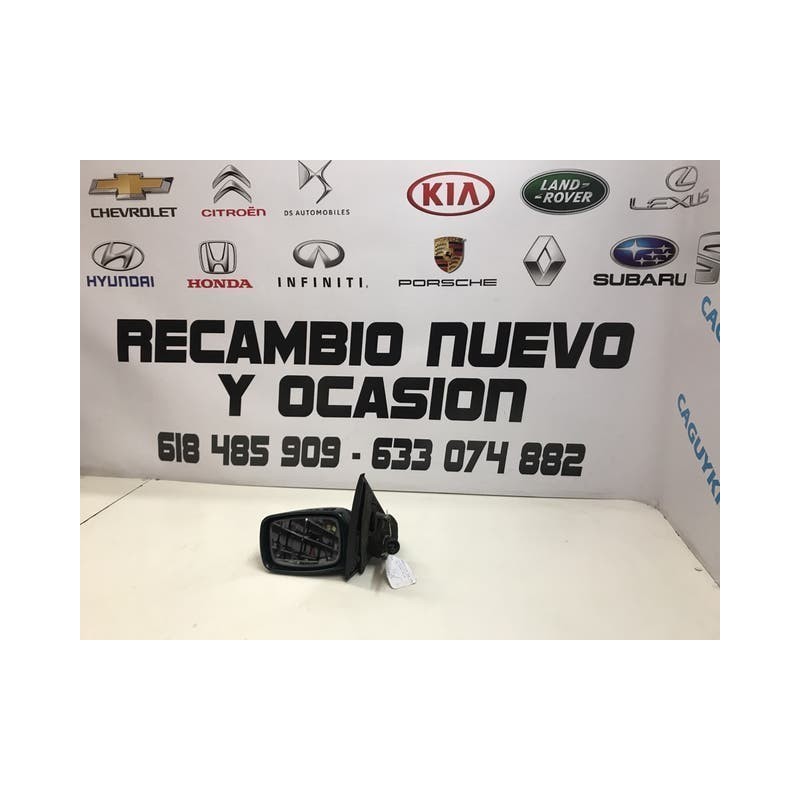 CHEVROLET
CITROËN
DS AUTOMOBILES
KIA
LAND-
-ROVER
LEXUS
HYUNDAI
HONDA
INFINITI.
PORSCHE
SUBARU
RECAMBIO NUEVO
Y OCASION
618 485 909 - 633 074 882